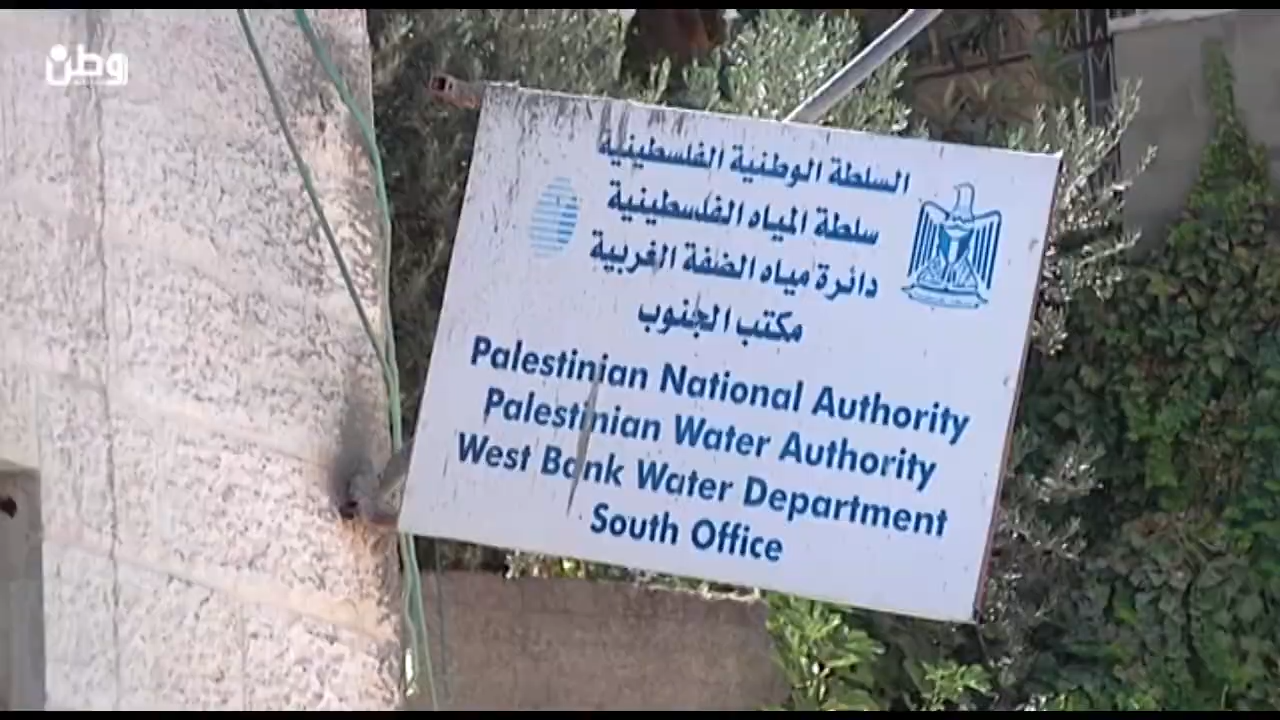 وطن
السلطة الوطنية الفلسطينية
سلطة المياه الفلسطينية
دائرة مياه الضفة الغربية
مكتب الجنوب
Palestinian National Authority
Palestinian Water Authority
West Bank Water Department
South Office